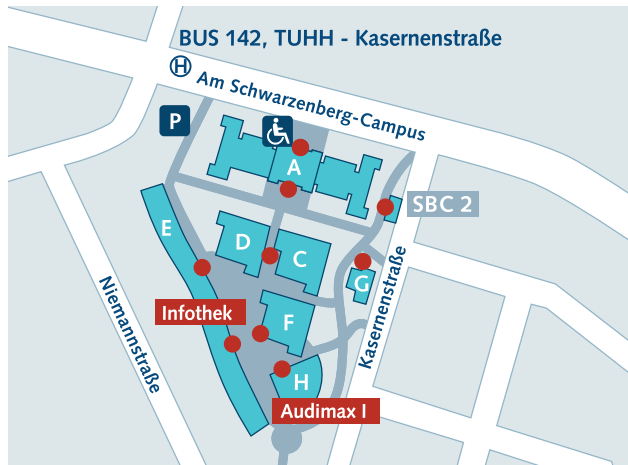 BUS 142, TUHH - Kasernenstraße
H
Am Schwarzenberg-Campus
P
A
SBC 2
E
D
C
G
Infothek
F
Niemannstraße
Kasernenstraße
H
Audimax I